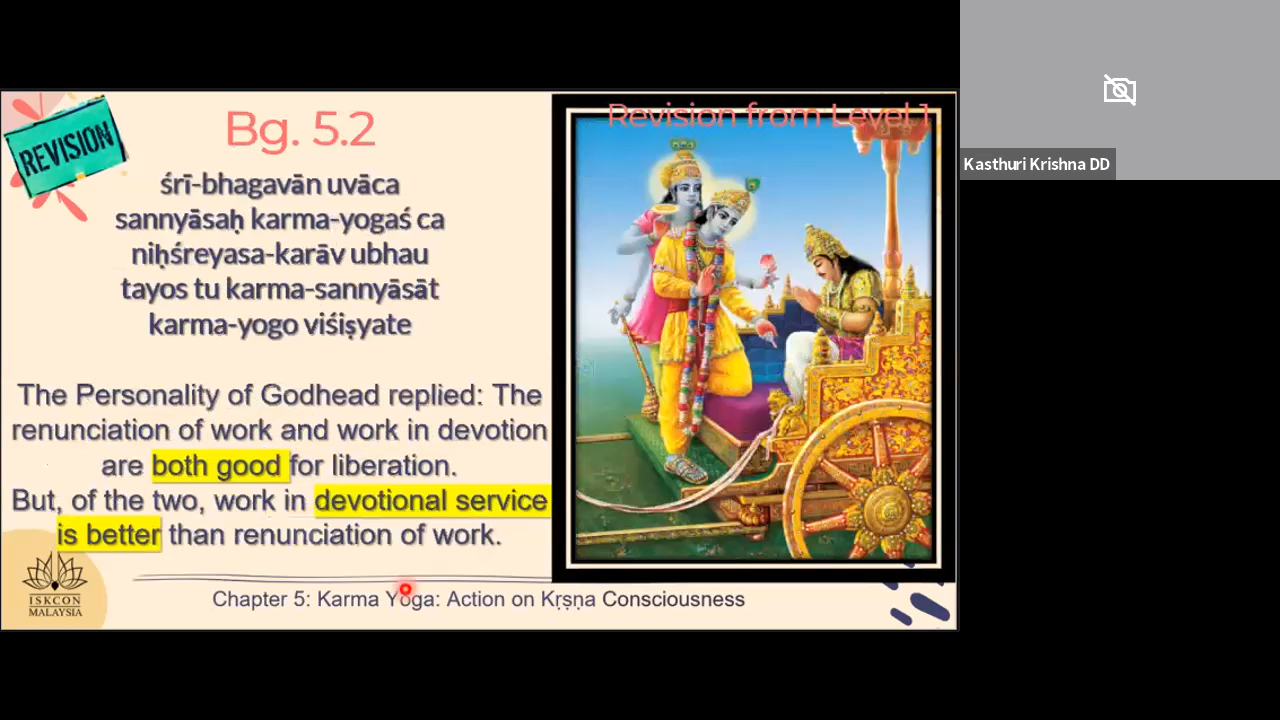 REVISION
Bg. 5.2
Revision from Level 1
śrī-bhagavān uvāca
sannyāsaḥ karma-yogaś ca
niḥśreyasa-karāv ubhau
tayos tu karma-sannyāsāt
karma-yogo viśiṣyate
The Personality of Godhead replied: The
renunciation of work and work in devotion
are both good for liberation.
But, of the two, work in devotional service
is better than renunciation of work.
ISKCON
MALAYSIA
Chapter 5: Karma Yoga: Action on Kṛṣṇa Consciousness
Kasthuri Krishna DD